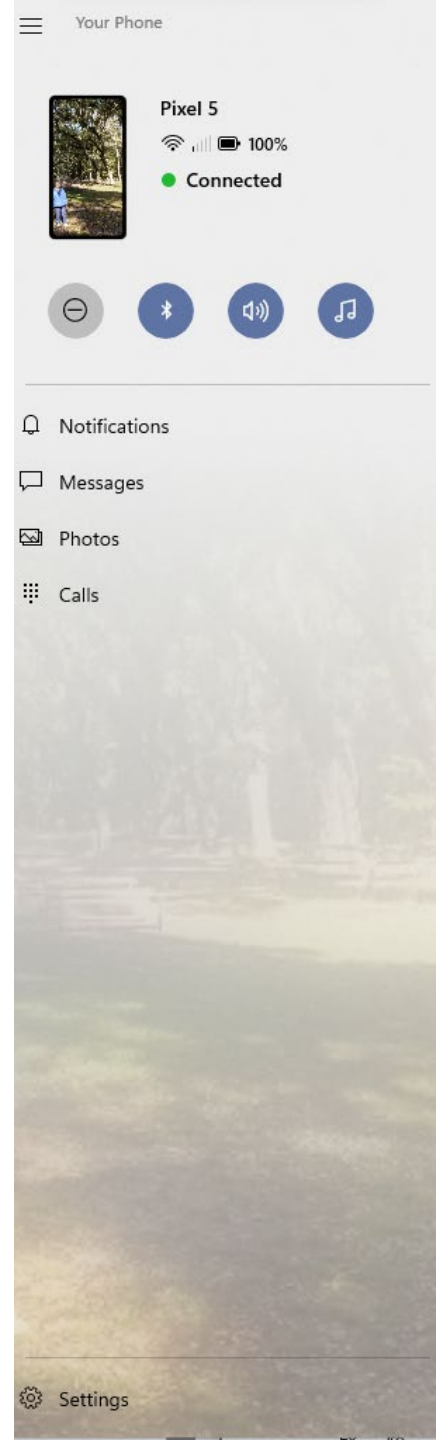 Your Phone
Pixel 5
100%
Connected
Notifications
Messages
Photos
Calls
Settings